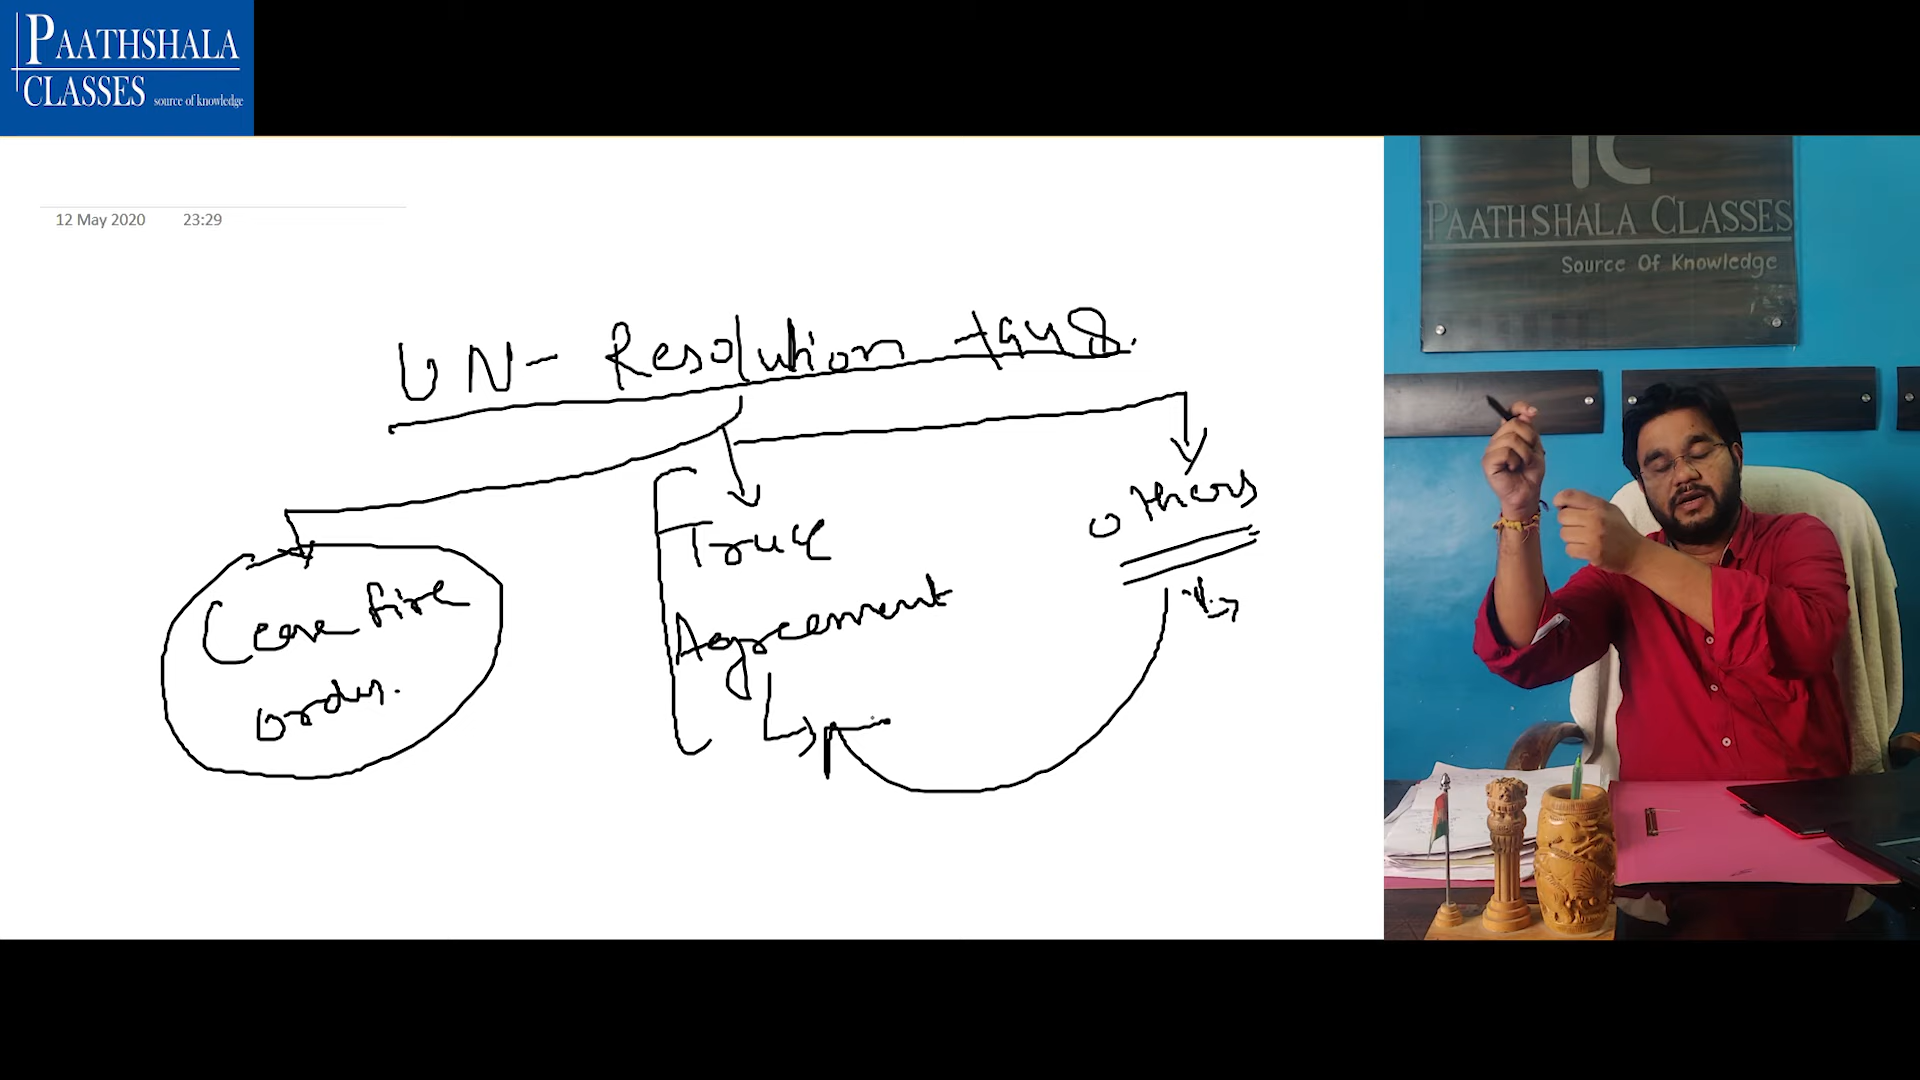 PAATHSHALA
CLASSES source of knowledge
12 May 2020 23:29
UN- Resolution 1948.
Cease fire
order.
Truce
Agreement
others
PAATHSHALA CLASSES
Source Of Knowledge